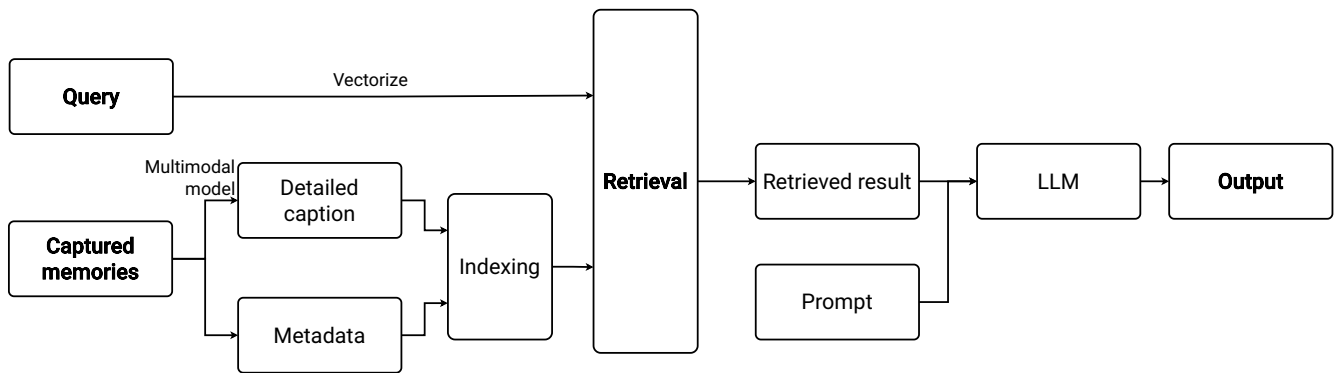 Query
Vectorize
Multimodal
model
Detailed
caption
Captured
memories
Metadata
Indexing
Retrieval
Retrieved result
Prompt
LLM
Output